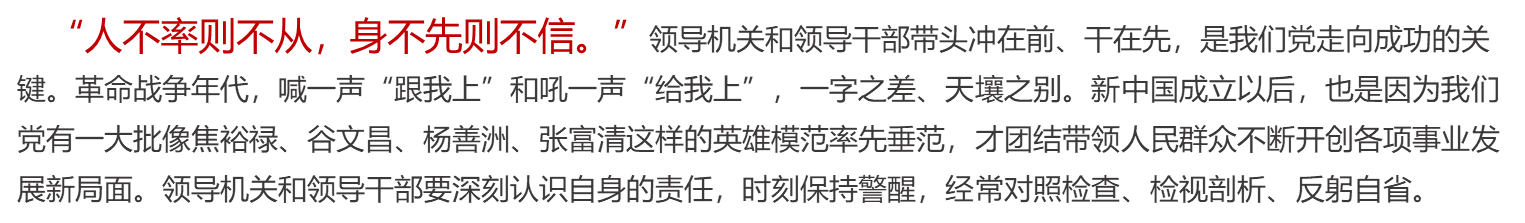 “人不率则不从，身不先则不信。”领导机关和领导干部带头冲在前、干在先，是我们党走向成功的关
键。革命战争年代，喊一声“跟我上”和吼一声“给我上”，一字之差、天壤之别。新中国成立以后，也是因为我们
党有一大批像焦裕禄、谷文昌、杨善洲、张富清这样的英雄模范率先垂范，才团结带领人民群众不断开创各项事业发
展新局面。领导机关和领导干部要深刻认识自身的责任，时刻保持警醒，经常对照检查、检视剖析、反躬自省。